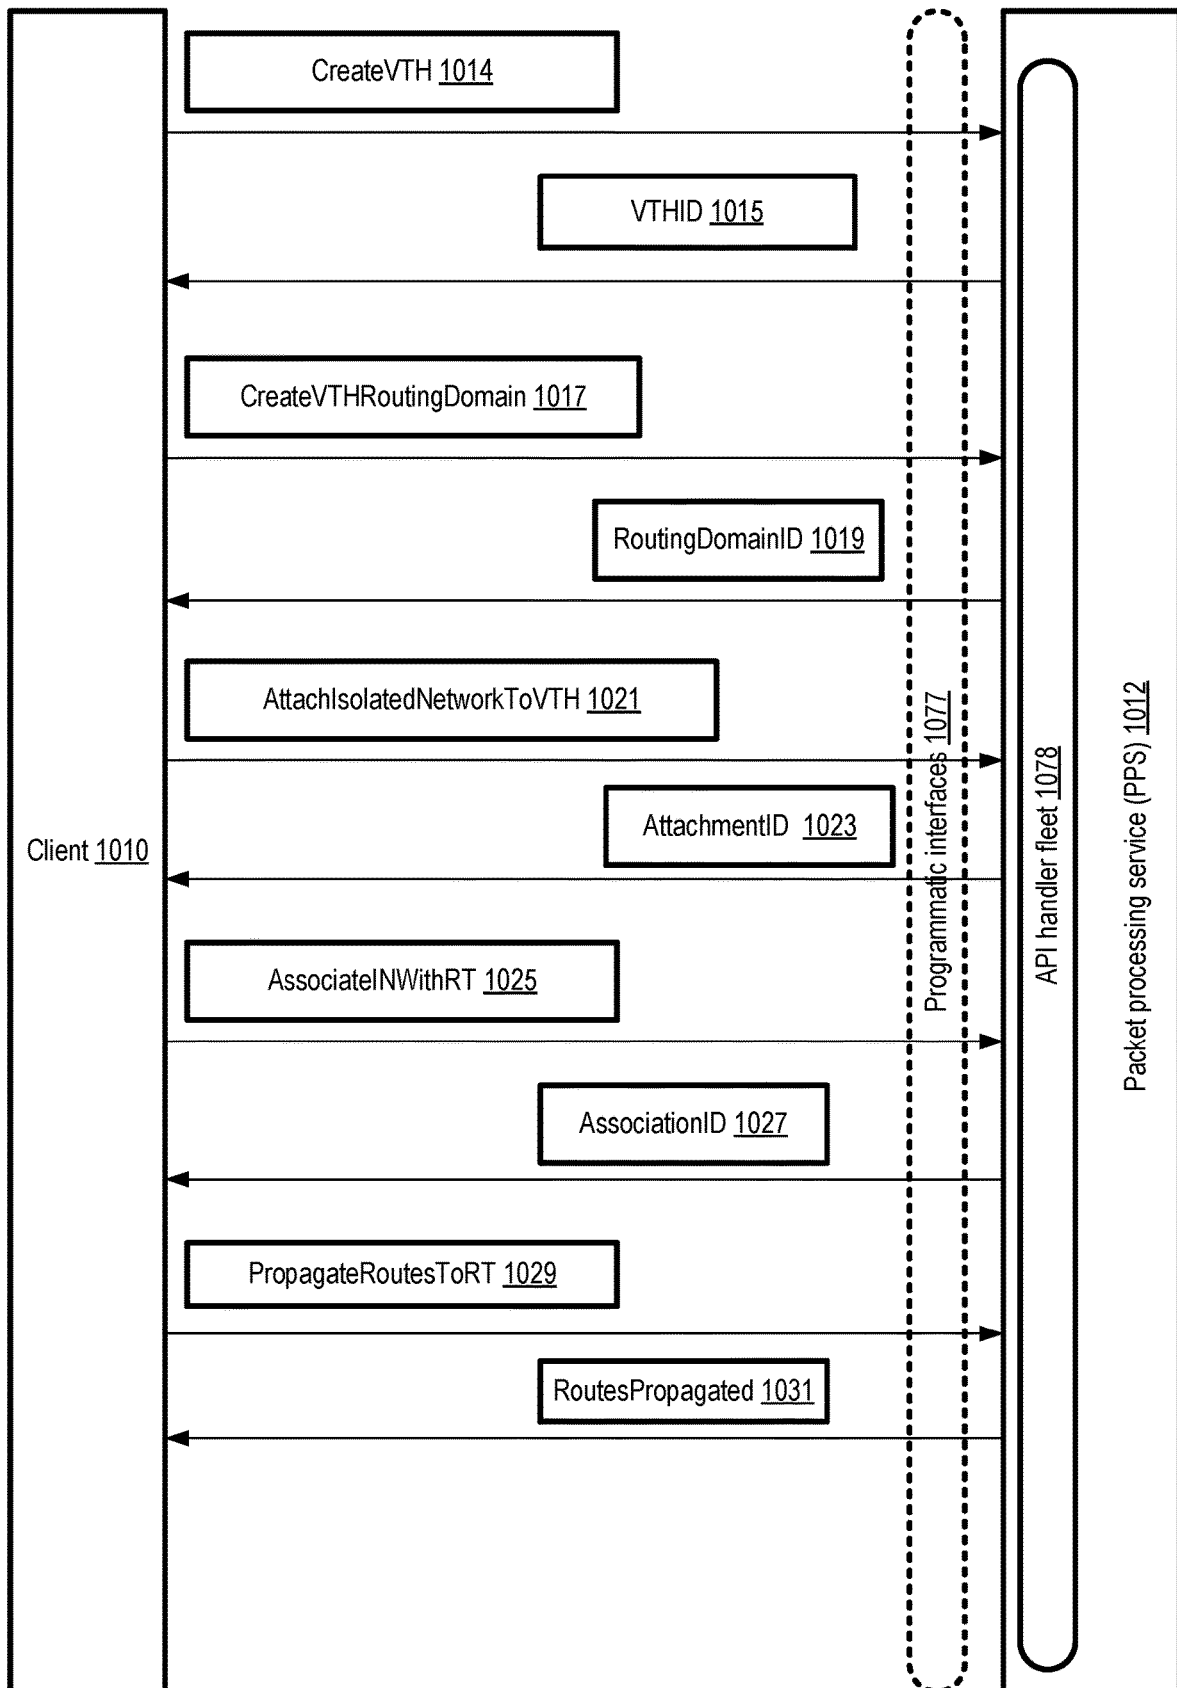 CreateVTH 1014
VTHID 1015
CreateVTHRoutingDomain 1017
RoutingDomainID 1019
AttachIsolatedNetworkToVTH 1021
AttachmentID 1023
Client 1010
AssociateINWithRT 1025
AssociationID 1027
PropagateRoutesToRT 1029
RoutesPropagated 1031
Programmatic interfaces 1077
API handler fleet 1078
Packet processing service (PPS) 1012